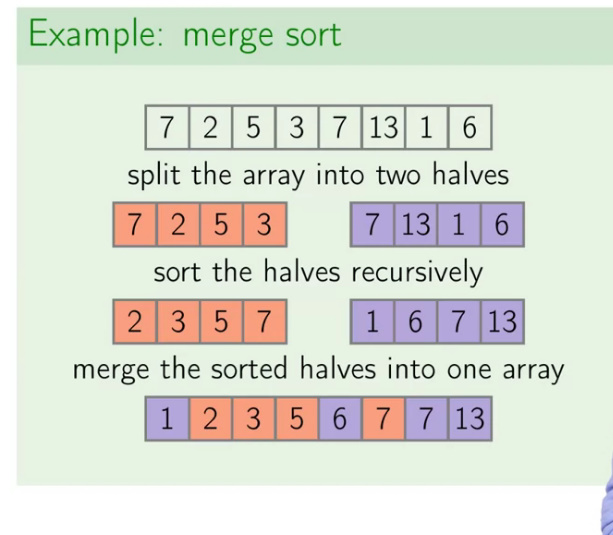 Example: merge sort
7 2 5 3 7 13 1 6
split the array into two halves
7 2 5 3 7 13 1 6
sort the halves recursively
2 3 5 7 1 6 7 13
merge the sorted halves into one array
1 2 3 5 6 7 7 13